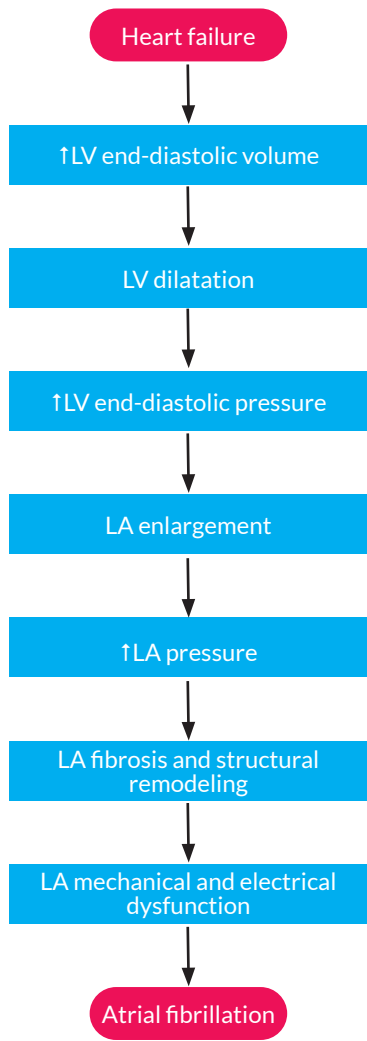 Heart failure
↑LV end-diastolic volume
LV dilatation
↑LV end-diastolic pressure
LA enlargement
↑LA pressure
LA fibrosis and structural
remodeling
LA mechanical and electrical
dysfunction
Atrial fibrillation